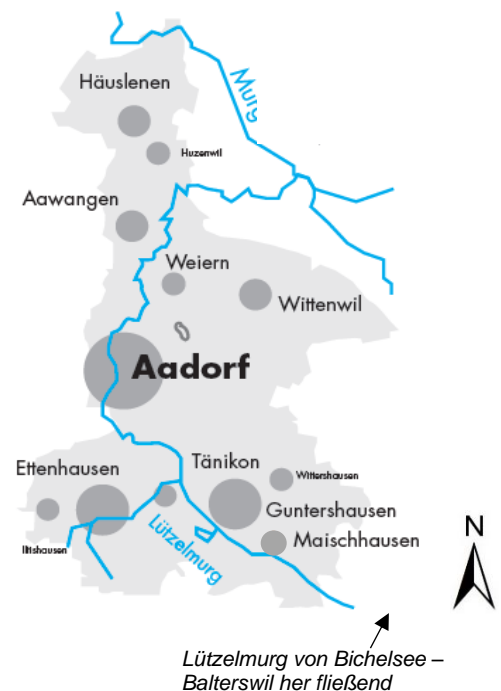 Murg
Häuslenen
Huzenwil
Aawangen
Weiern
Wittenwil
Aadorf
Ettenhausen
Tänikon
Wittershausen
Guntershausen
Iltishausen
Lützelmurg
Maischhausen
N
Lützelmurg von Bichelsee –
Balterswil her fließend